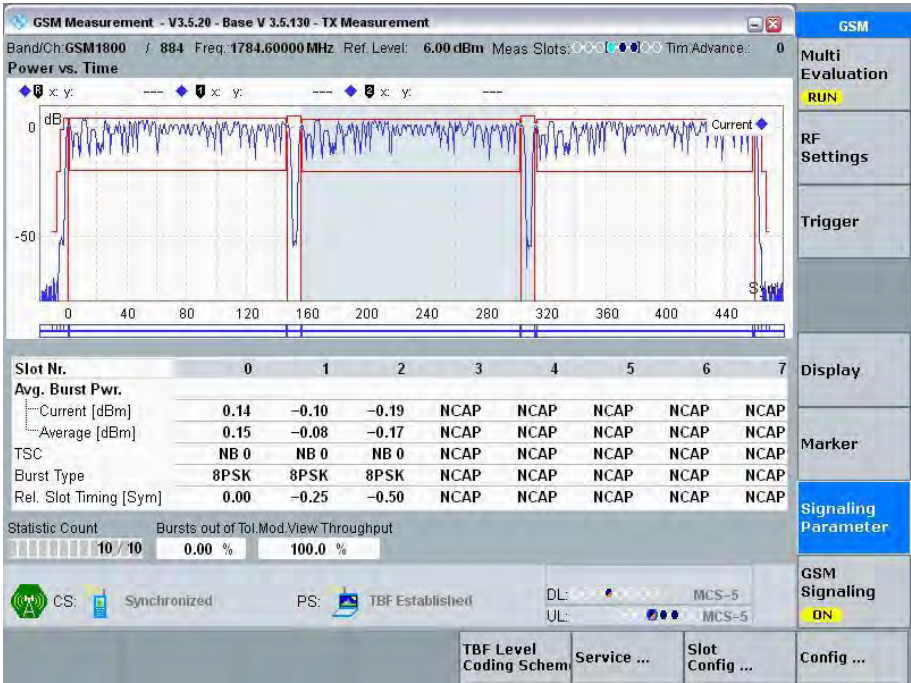 GSM Measurement - V3.5.20 - Base V 3.5.130 - TX Measurement
GSM
Band/Ch:GSM1800 / 884 Freq.:1784.60000 MHz Ref. Level: 6.00 dBm Meas Slots: Tim.Advance.: 0
Multi Evaluation
RUN
Power vs. Time
R x: y: --- 1 x: y: --- 2 x: y: ---
dB
Current
0
-50
Sym
0 40 80 120 160 200 240 280 320 360 400 440
RF Settings
Trigger
Slot Nr. 0 1 2 3 4 5 6 7
Avg. Burst Pwr.
Current [dBm] 0.14 −0.10 −0.19 NCAP NCAP NCAP NCAP NCAP
Average [dBm] 0.15 −0.08 −0.17 NCAP NCAP NCAP NCAP NCAP
TSC NB 0 NB 0 NB 0 NCAP NCAP NCAP NCAP NCAP
Burst Type 8PSK 8PSK 8PSK NCAP NCAP NCAP NCAP NCAP
Rel. Slot Timing [Sym] 0.00 −0.25 −0.50 NCAP NCAP NCAP NCAP NCAP
Display
Marker
Signaling Parameter
Statistic Count Bursts out of Tol. Mod.View Throughput
10 / 10 0.00 % 100.0 %
CS: Synchronized PS: TBF Established
DL: MCS-5
UL: MCS-5
GSM Signaling
ON
TBF Level
Coding Schem
Service ...
Slot
Config ...
Config ...